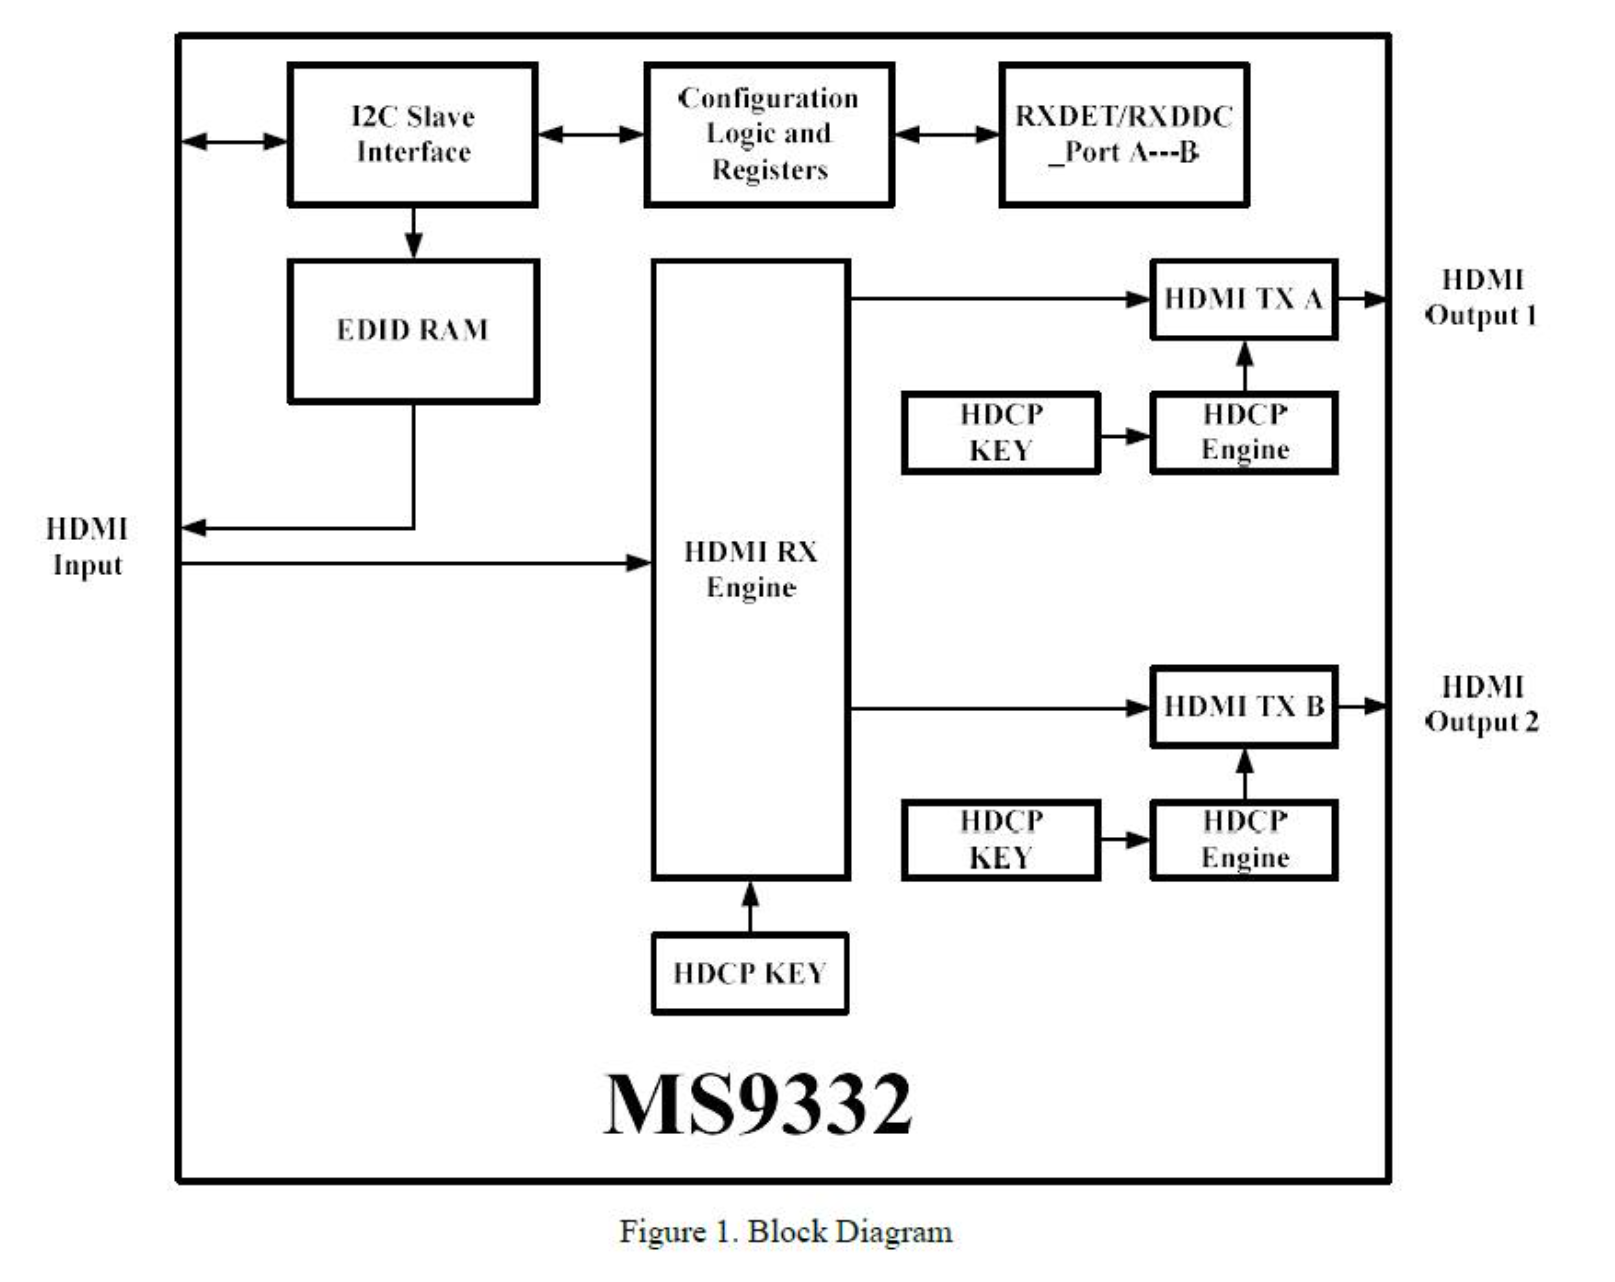 I2C Slave
Interface
Configuration
Logic and
Registers
RXDET/RXDDC
_Port A---B
EDID RAM
HDMI TX A
HDMI
Output 1
HDCP
KEY
HDCP
Engine
HDMI
Input
HDMI RX
Engine
HDMI TX B
HDMI
Output 2
HDCP
KEY
HDCP
Engine
HDCP KEY
MS9332
Figure 1. Block Diagram